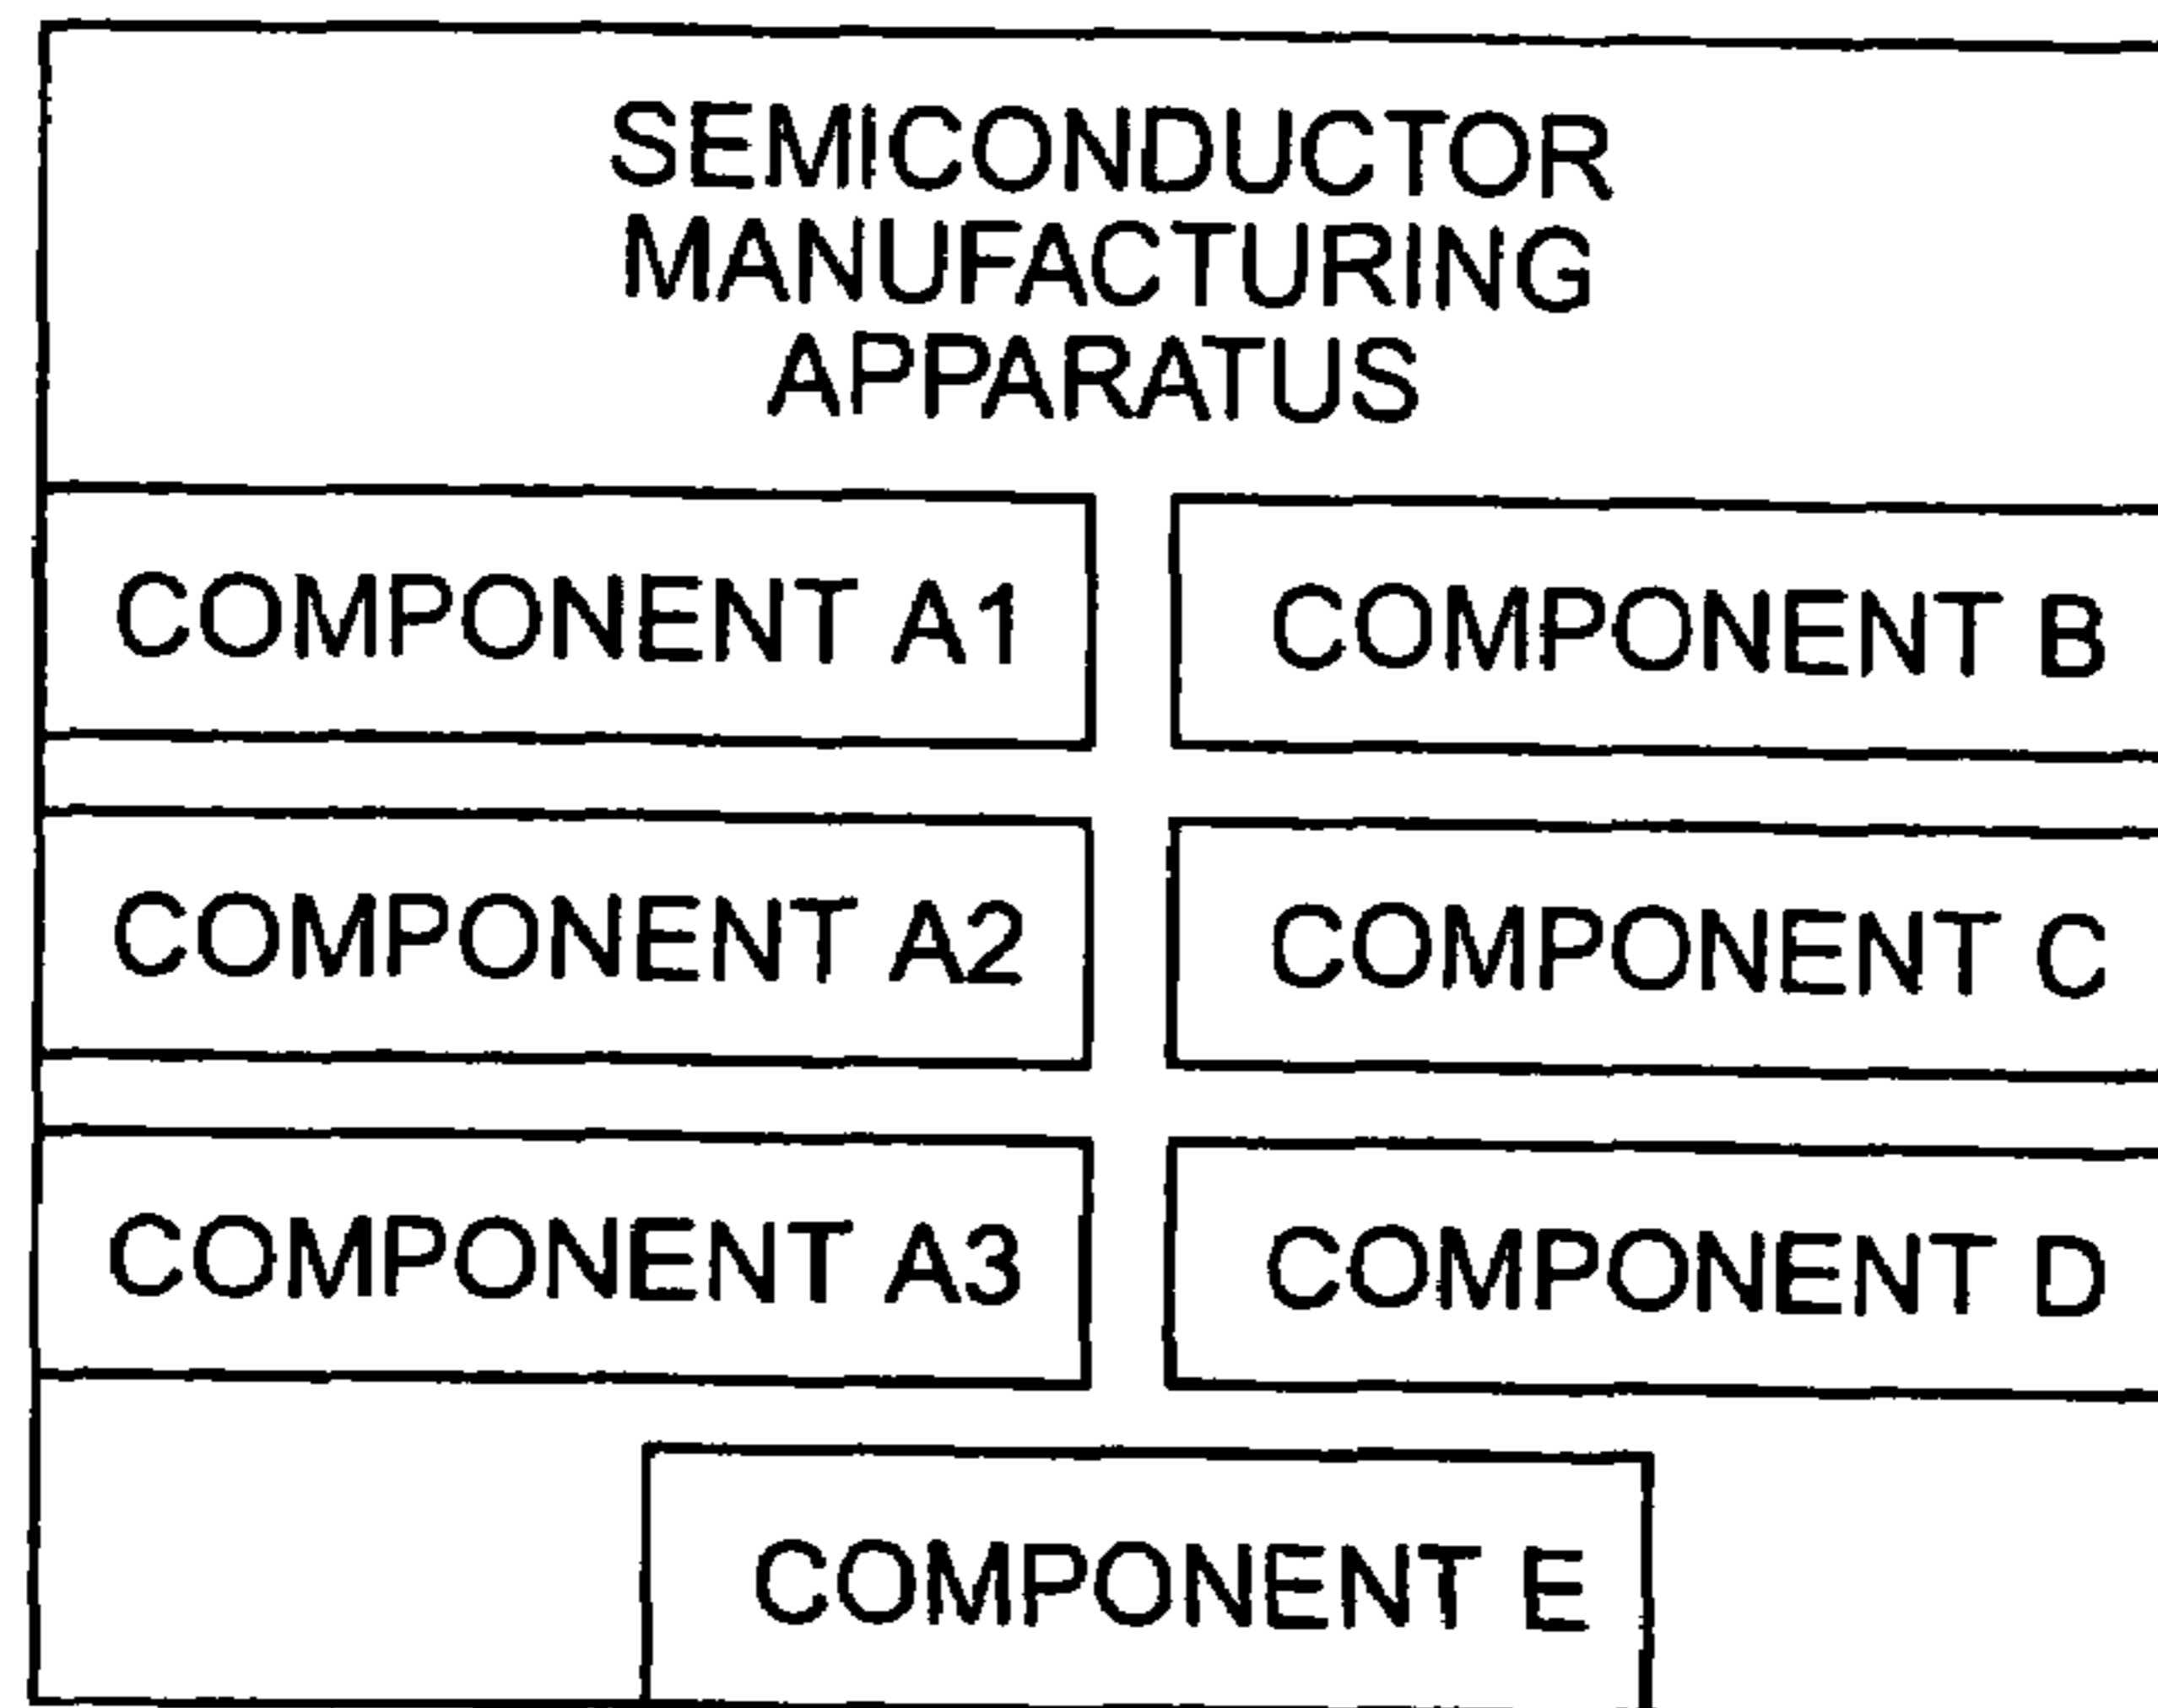 SEMICONDUCTOR
MANUFACTURING
APPARATUS
COMPONENT A1
COMPONENT B
COMPONENT A2
COMPONENT C
COMPONENT A3
COMPONENT D
COMPONENT E